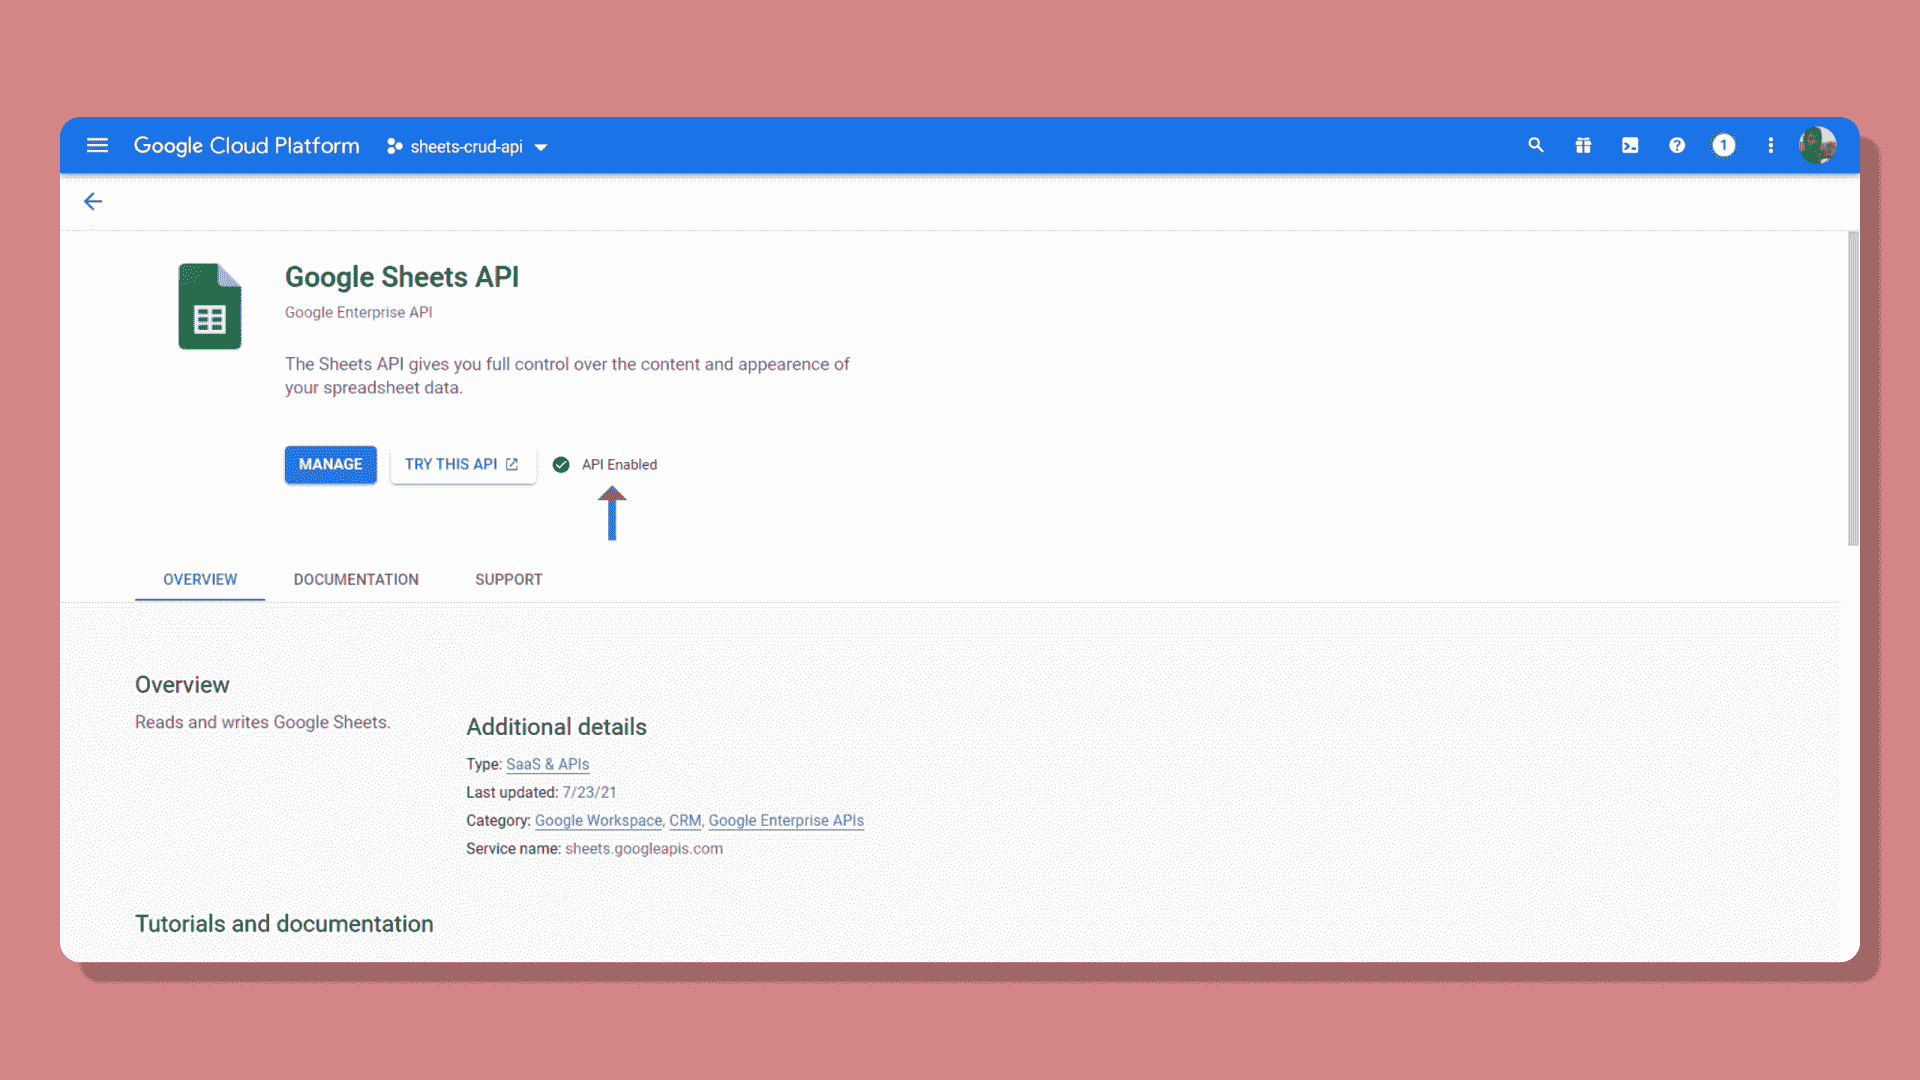 Google Cloud Platform
sheets-crud-api
1
Google Sheets API
Google Enterprise API
The Sheets API gives you full control over the content and appearence of
your spreadsheet data.
MANAGE
TRY THIS API
API Enabled
OVERVIEW
DOCUMENTATION
SUPPORT
Overview
Reads and writes Google Sheets.
Additional details
Type: SaaS & APIs
Last updated: 7/23/21
Category: Google Workspace, CRM, Google Enterprise APIs
Service name: sheets.googleapis.com
Tutorials and documentation